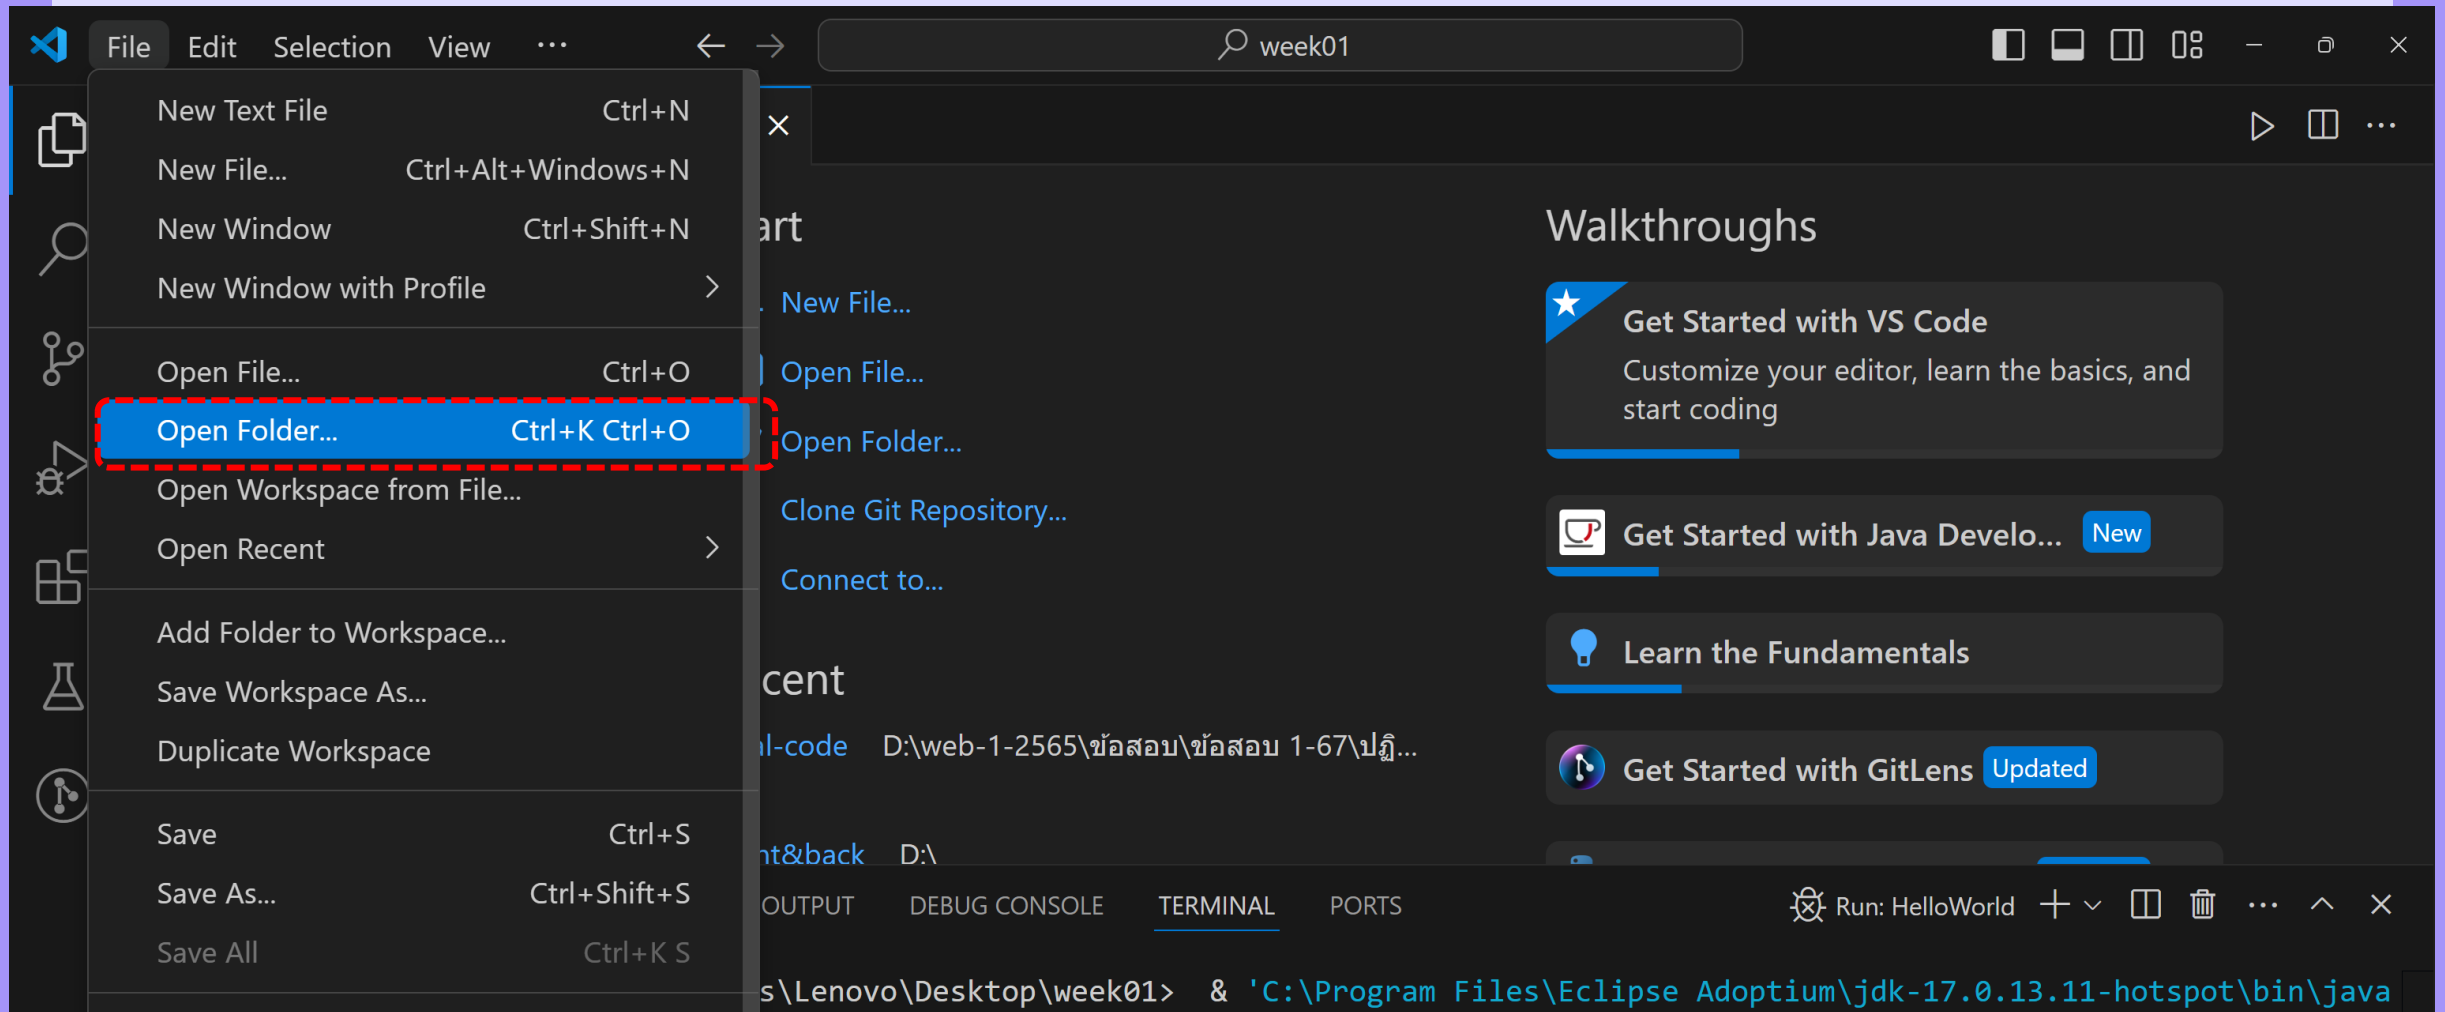 File Edit Selection View ···
week01
New Text File Ctrl+N
New File... Ctrl+Alt+Windows+N
New Window Ctrl+Shift+N
New Window with Profile
Open File... Ctrl+O
Open Folder... Ctrl+K Ctrl+O
Open Workspace from File...
Open Recent
Add Folder to Workspace...
Save Workspace As...
Duplicate Workspace
Save Ctrl+S
Save As... Ctrl+Shift+S
Save All Ctrl+K S
art
New File...
Open File...
Open Folder...
Clone Git Repository...
Connect to...
cent
al-code D:\web-1-2565\ข้อสอบ\ข้อสอบ 1-67\ปฏิ...
nt&back D:\
Walkthroughs
Get Started with VS Code
Customize your editor, learn the basics, and
start coding
Get Started with Java Develo... New
Learn the Fundamentals
Get Started with GitLens Updated
OUTPUT DEBUG CONSOLE TERMINAL PORTS
Run: HelloWorld
s\Lenovo\Desktop\week01> & 'C:\Program Files\Eclipse Adoptium\jdk-17.0.13.11-hotspot\bin\java